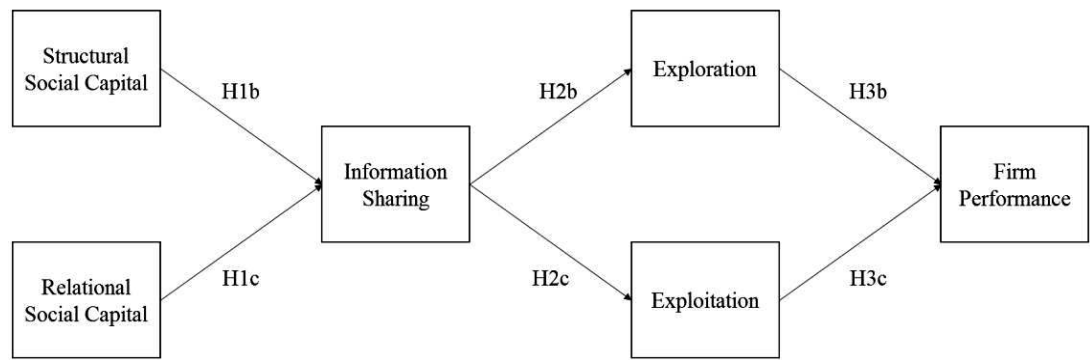 Structural
Social Capital
H1b
Relational
Social Capital
H1c
Information
Sharing
H2b
H2c
Exploration
Exploitation
H3b
H3c
Firm
Performance